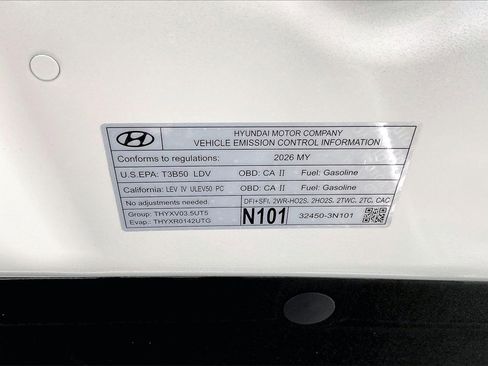 HYUNDAI MOTOR COMPANY
VEHICLE EMISSION CONTROL INFORMATION
Conforms to regulations: 2026 MY
U.S.EPA: T3B50 LDV OBD: CA II Fuel: Gasoline
California: LEV IV ULEV50 PC OBD: CA II Fuel: Gasoline
No adjustments needed. DFI+SFI, 2WR-HO2S, 2HO2S, 2TWC, 2TC, CAC
Group: THYXV03.5UT5
Evap.: THYXR0142UTG
N101 32450-3N101